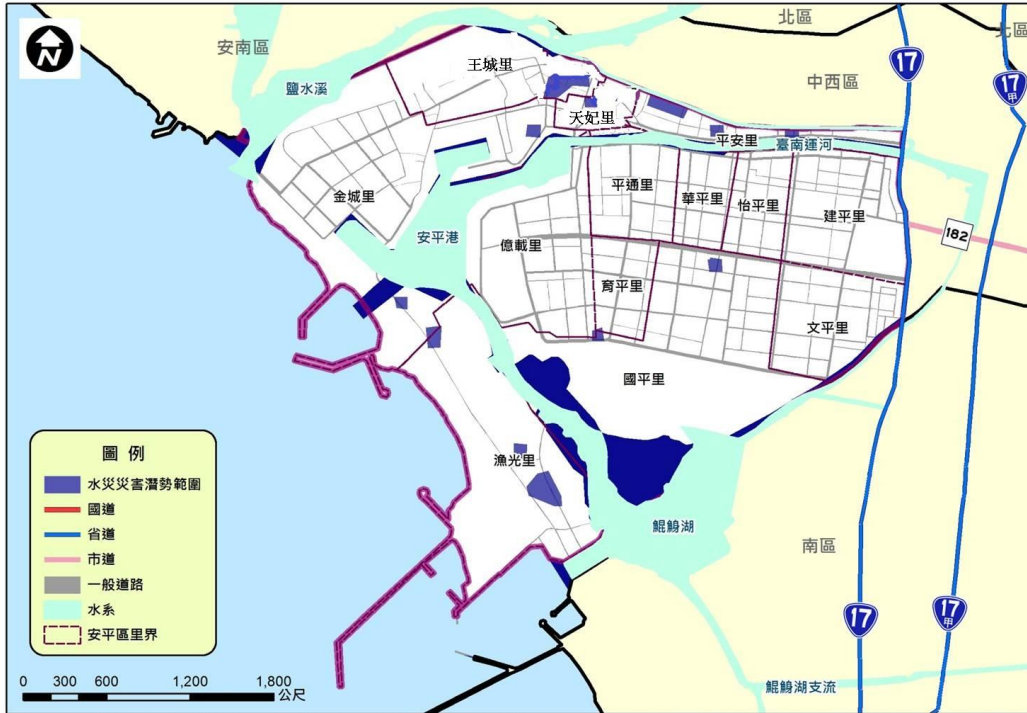 北區
北區
N
安南區
17
王城里
中西區
17
甲
鹽水溪
天妃里
平安里
臺南運河
平通里
華平里
怡平里
金城里
建平里
安平港
億載里
182
育平里
文平里
國平里
圖 例
漁光里
水災災害潛勢範圍
國道
鯤鯓湖
省道
南區
市道
一般道路
水系
17
17
甲
安平區里界
0 300 600 1,200 1,800
公尺
鯤鯓湖支流